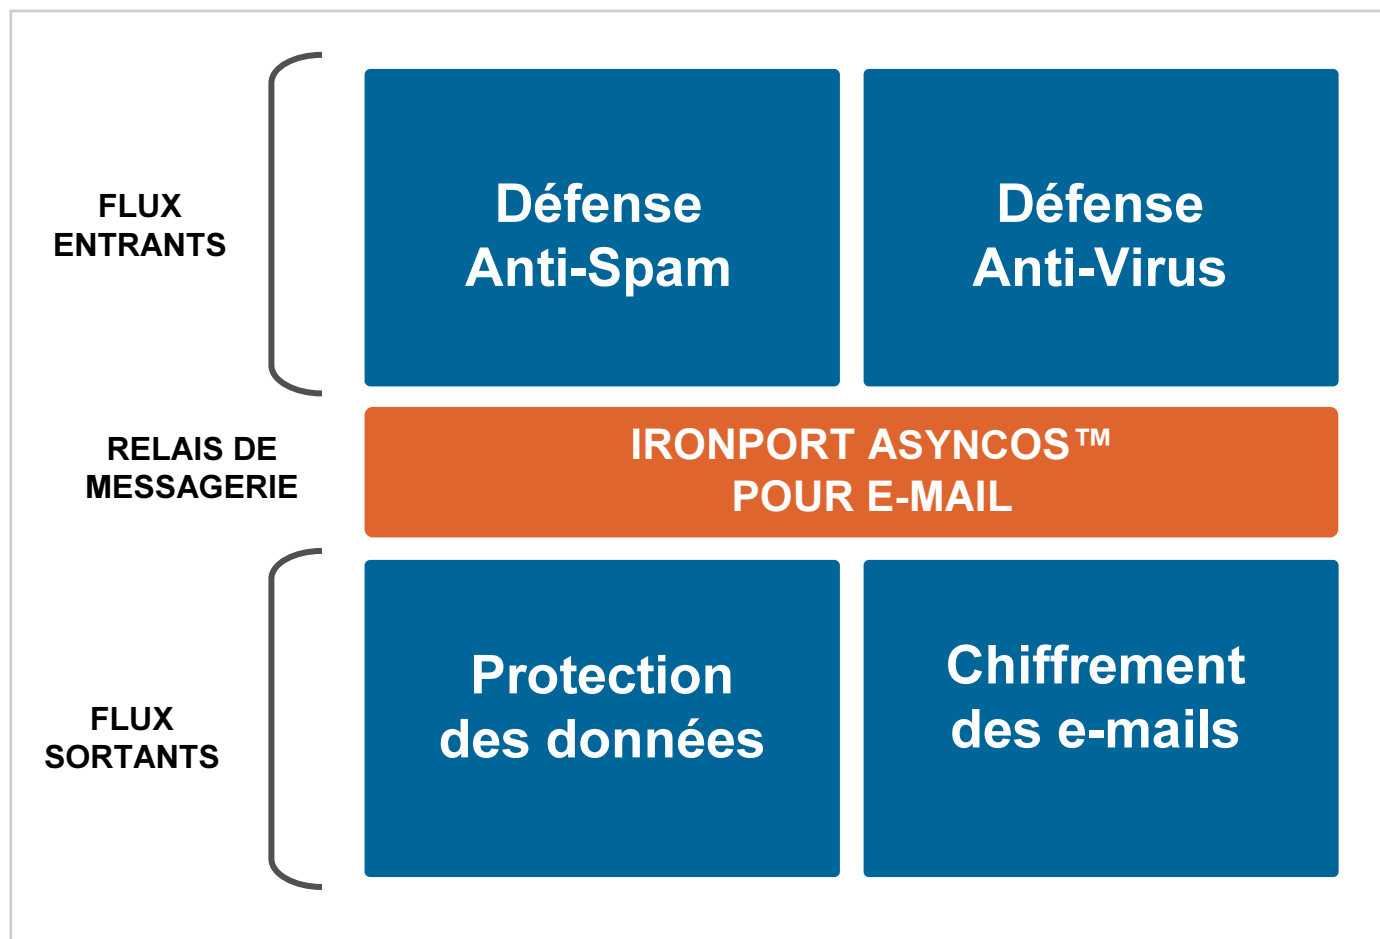 FLUX
ENTRANTS
Défense
Anti-Spam
Défense
Anti-Virus
RELAIS DE
MESSAGERIE
IRONPORT ASYNCOS™
POUR E-MAIL
FLUX
SORTANTS
Protection
des données
Chiffrement
des e-mails